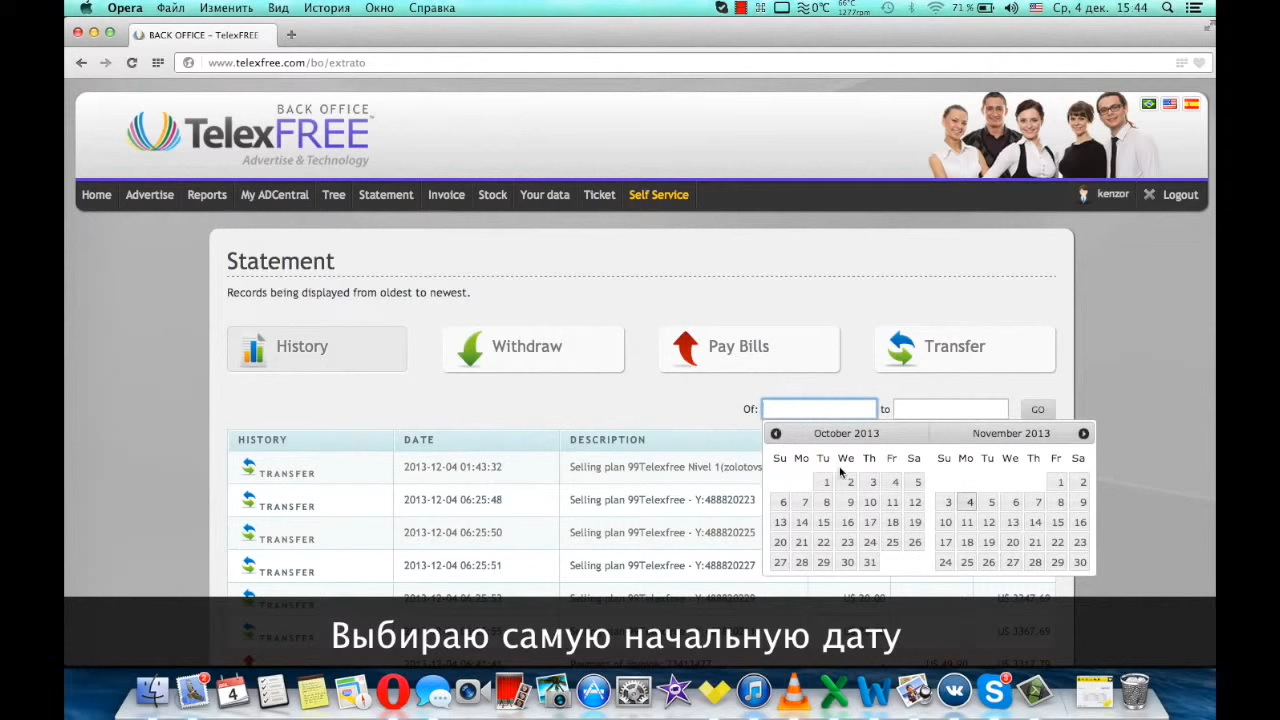 Opera Файл Изменить Вид История Окно Справка 0°C 66°C 1277rpm 71 % Ср, 4 дек. 15:44
BACK OFFICE – TelexFREE
www.telexfree.com/bo/extrato
BACK OFFICE
TelexFREE
Advertise & Technology
Home Advertise Reports My ADCentral Tree Statement Invoice Stock Your data Ticket Self Service kenzor Logout
Statement
Records being displayed from oldest to newest.
History Withdraw Pay Bills Transfer
Of: to GO
October 2013 November 2013
Su Mo Tu We Th Fr Sa Su Mo Tu We Th Fr Sa
1 2 3 4 5 1 2
6 7 8 9 10 11 12 3 4 5 6 7 8 9
13 14 15 16 17 18 19 10 11 12 13 14 15 16
20 21 22 23 24 25 26 17 18 19 20 21 22 23
27 28 29 30 31 24 25 26 27 28 29 30
HISTORY DATE DESCRIPTION
TRANSFER 2013-12-04 01:43:32 Selling plan 99Telexfree Nivel 1(zolotovs
TRANSFER 2013-12-04 06:25:48 Selling plan 99Telexfree - Y:488820223
TRANSFER 2013-12-04 06:25:50 Selling plan 99Telexfree - Y:488820225
TRANSFER 2013-12-04 06:25:51 Selling plan 99Telexfree - Y:488820227
Выбираю самую начальную дату
2 4 3